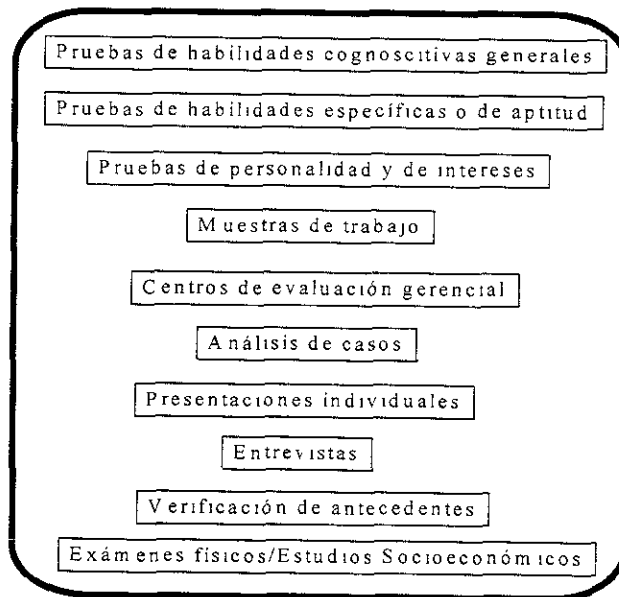 Pruebas de habilidades cognoscitivas generales
Pruebas de habilidades específicas o de aptitud
Pruebas de personalidad y de intereses
Muestras de trabajo
Centros de evaluación gerencial
Análisis de casos
Presentaciones individuales
Entrevistas
Verificación de antecedentes
Exámenes físicos/Estudios Socioeconómicos